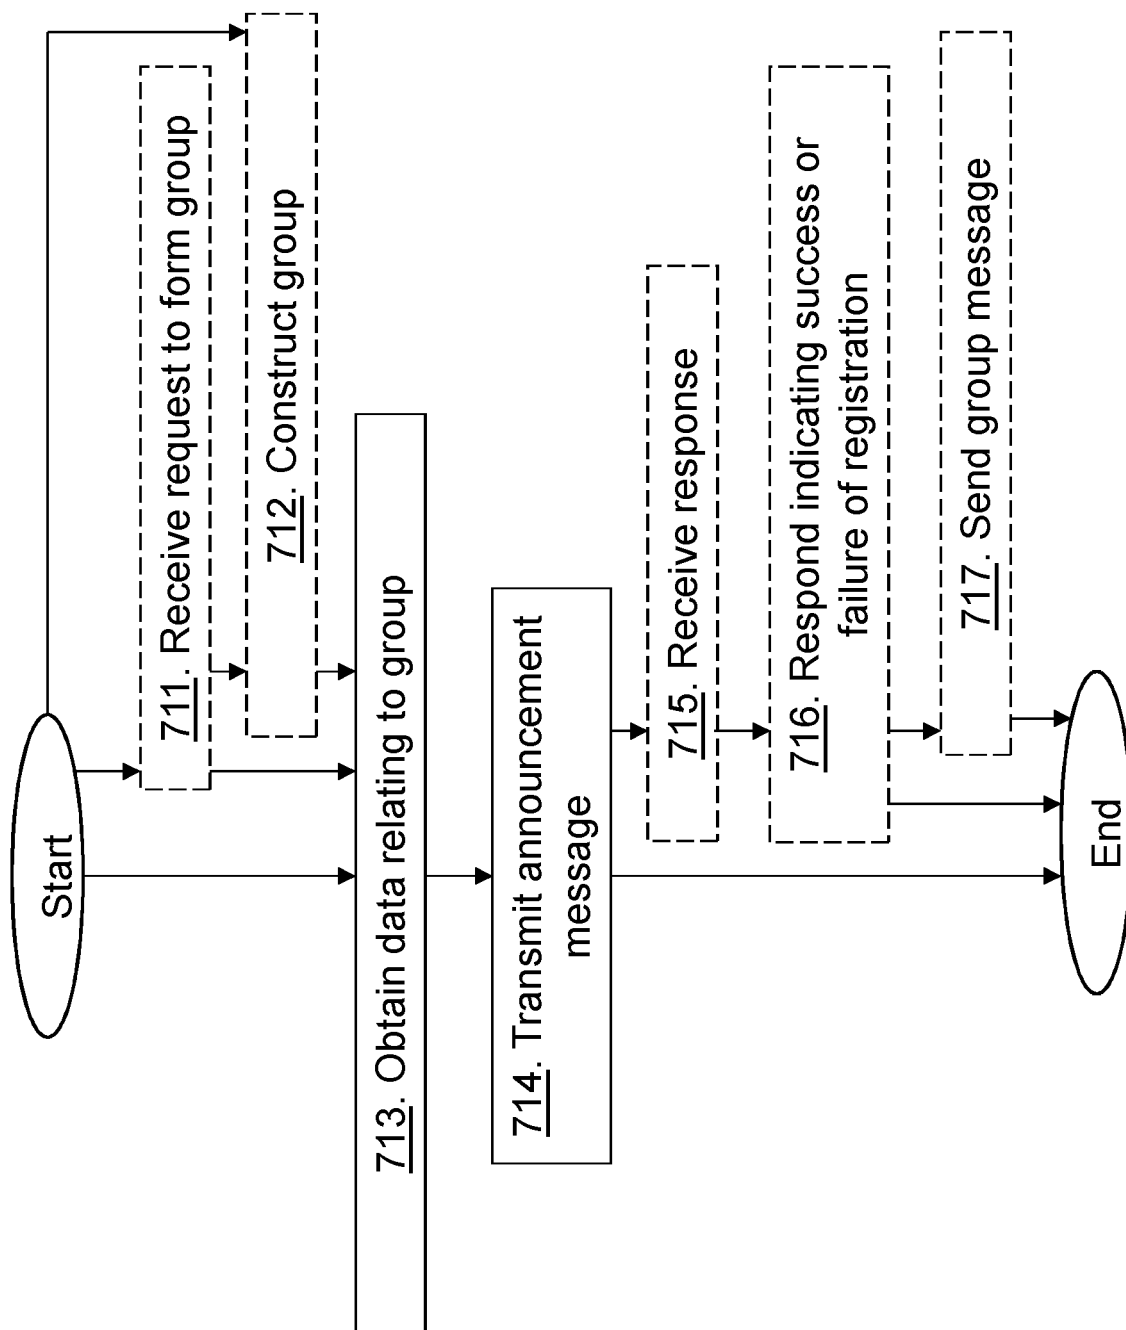 Start
711. Receive request to form group
712. Construct group
713. Obtain data relating to group
714. Transmit announcement
message
715. Receive response
716. Respond indicating success or
failure of registration
717. Send group message
End